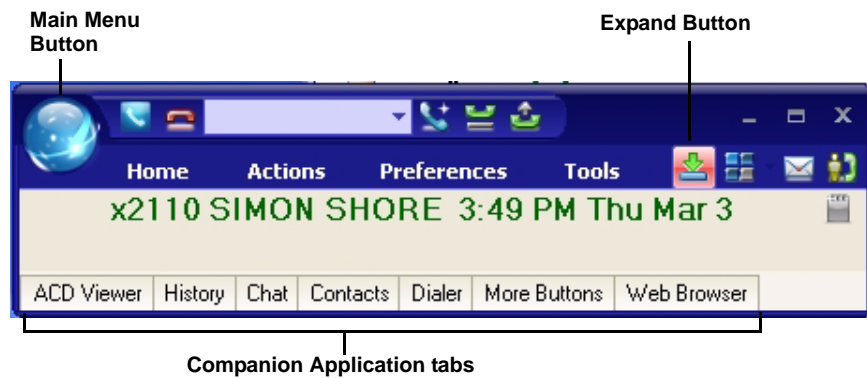 Main Menu
Button
Expand Button
Home Actions Preferences Tools
x2110 SIMON SHORE 3:49 PM Thu Mar 3
ACD Viewer History Chat Contacts Dialer More Buttons Web Browser
Companion Application tabs